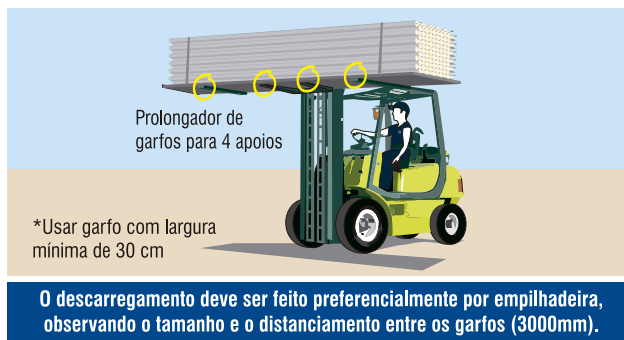 Prolongador de
garfos para 4 apoios
*Usar garfo com largura
mínima de 30 cm
O descarregamento deve ser feito preferencialmente por empilhadeira,
observando o tamanho e o distanciamento entre os garfos (3000mm).